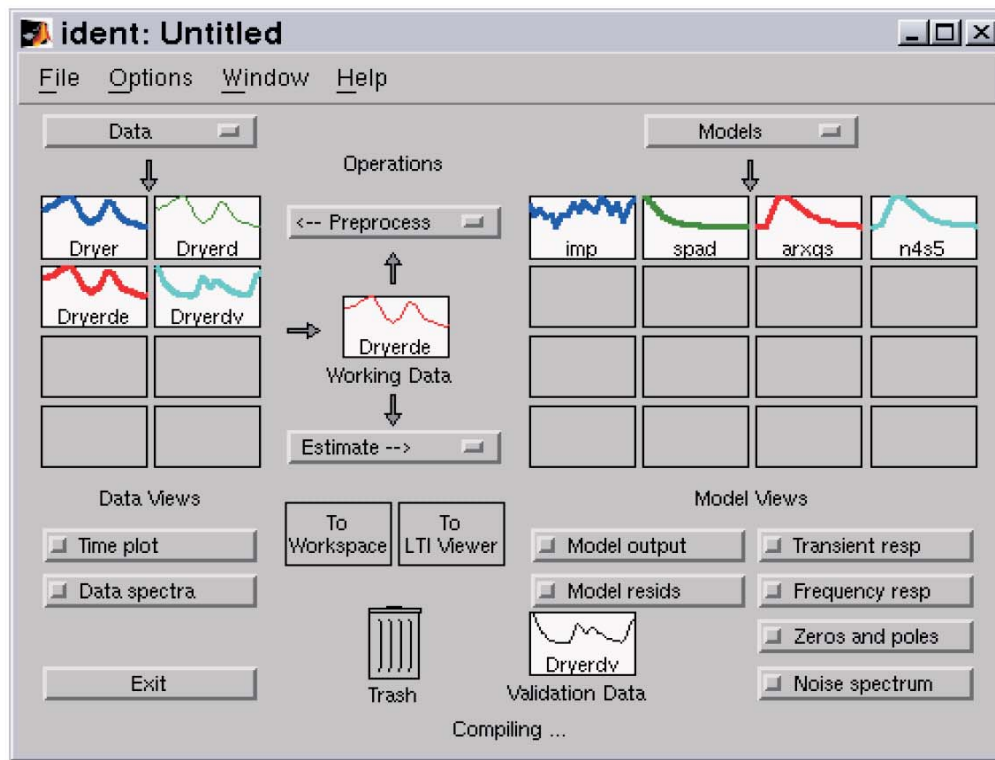 ident: Untitled
File Options Window Help
Data
Models
Operations
Dryer
Dryerd
<-- Preprocess
imp
spad
arxqs
n4s5
Dryerde
Dryerdv
Dryerde
Working Data
Estimate -->
Data Views
Model Views
To
Workspace
To
LTI Viewer
Time plot
Data spectra
Model output
Transient resp
Model resids
Frequency resp
Zeros and poles
Dryerdv
Exit
Trash
Validation Data
Noise spectrum
Compiling ...